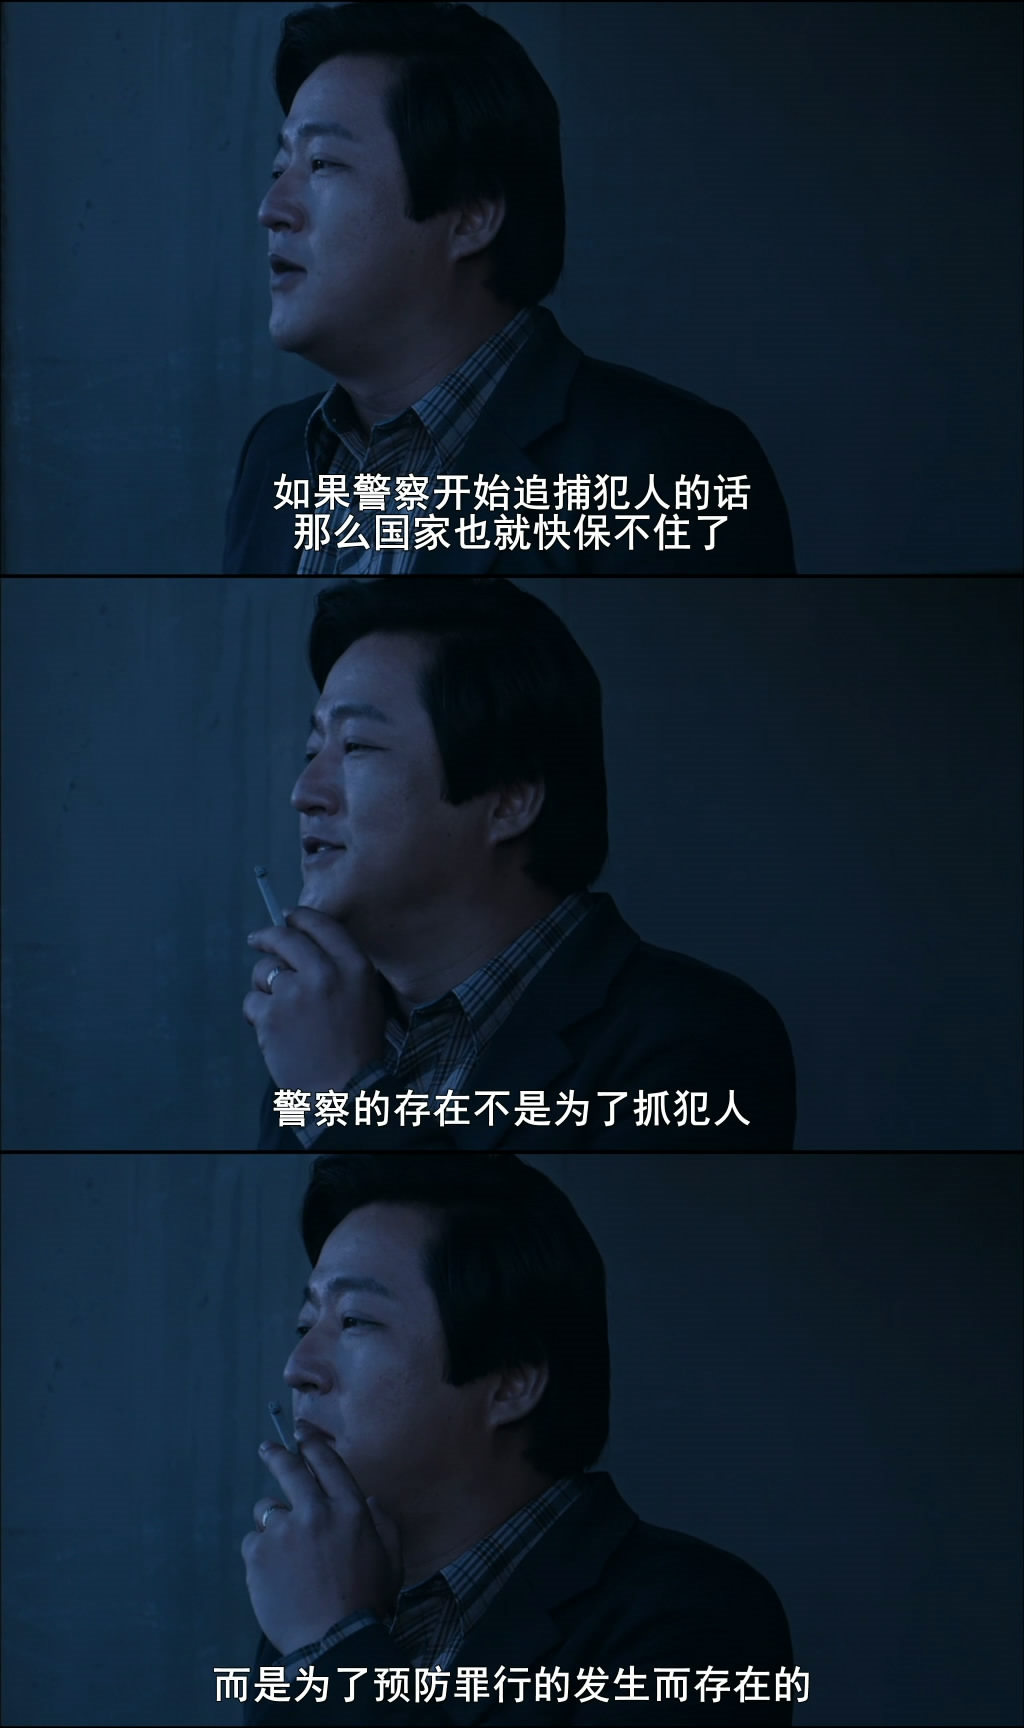 如果警察开始追捕犯人的话
那么国家也就快保不住了
警察的存在不是为了抓犯人
而是为了预防罪行的发生而存在的